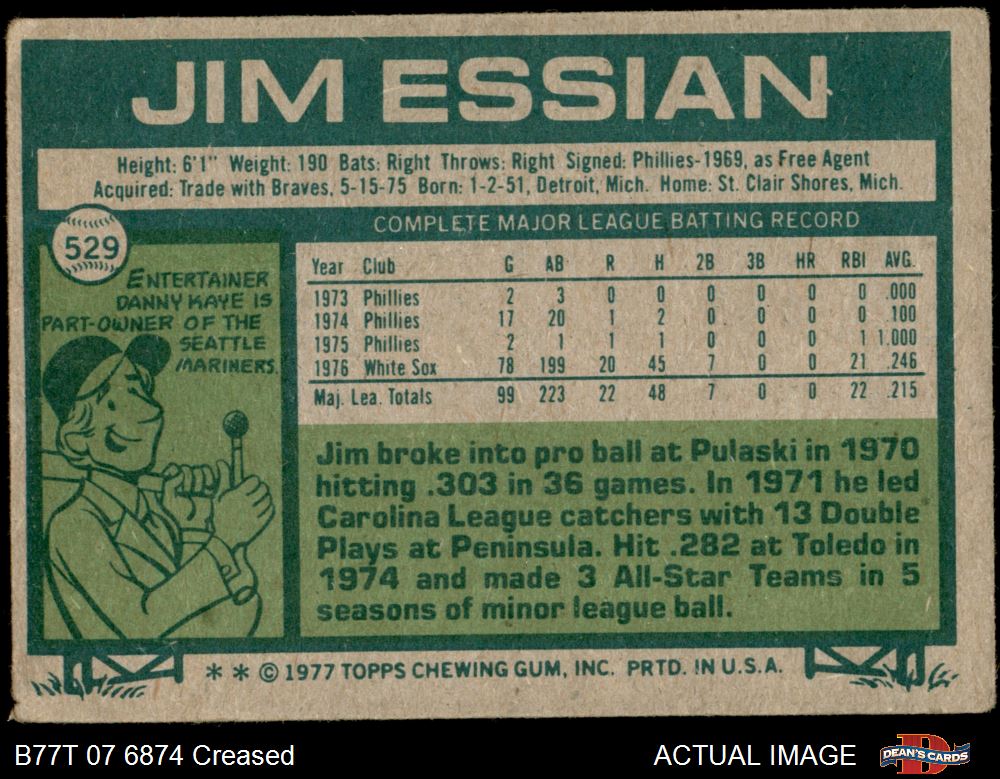 JIM ESSIAN
Height: 6'1" Weight: 190 Bats: Right Throws: Right Signed: Phillies-1969, as Free Agent
Acquired: Trade with Braves, 5-15-75 Born: 1-2-51, Detroit, Mich. Home: St. Clair Shores, Mich.
529
ENTERTAINER
DANNY KAYE IS
PART-OWNER OF THE
SEATTLE
MARINERS.
COMPLETE MAJOR LEAGUE BATTING RECORD
Year Club G AB R H 2B 3B HR RBI AVG.
1973 Phillies 2 3 0 0 0 0 0 0 .000
1974 Phillies 17 20 1 2 0 0 0 0 .100
1975 Phillies 2 1 1 1 0 0 0 1 1.000
1976 White Sox 78 199 20 45 7 0 0 21 .246
Maj. Lea. Totals 99 223 22 48 7 0 0 22 .215
Jim broke into pro ball at Pulaski in 1970
hitting .303 in 36 games. In 1971 he led
Carolina League catchers with 13 Double
Plays at Peninsula. Hit .282 at Toledo in
1974 and made 3 All-Star Teams in 5
seasons of minor league ball.
** © 1977 TOPPS CHEWING GUM, INC. PRTD. IN U.S.A.
B77T 07 6874 Creased
ACTUAL IMAGE
DEAN'S CARDS